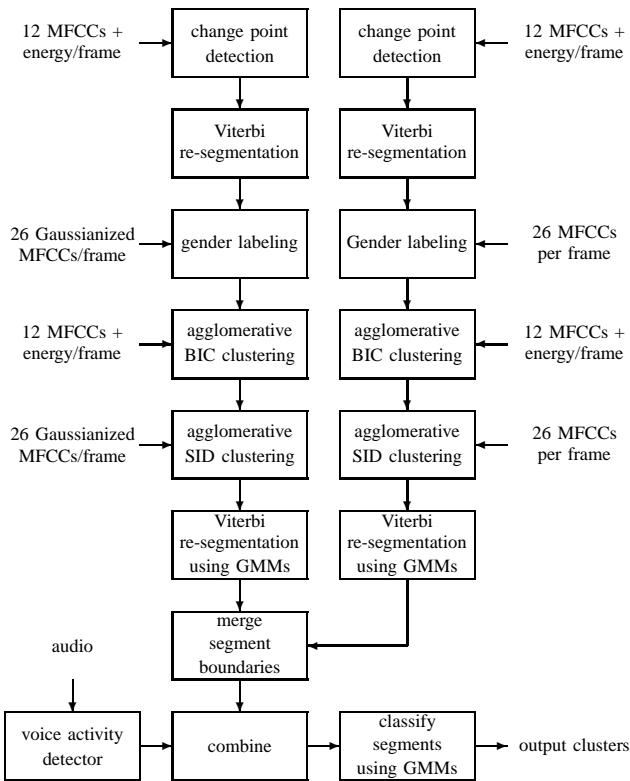 12 MFCCs +
energy/frame
change point
detection
change point
detection
12 MFCCs +
energy/frame
Viterbi
re-segmentation
Viterbi
re-segmentation
26 Gaussianized
MFCCs/frame
gender labeling
Gender labeling
26 MFCCs
per frame
12 MFCCs +
energy/frame
agglomerative
BIC clustering
agglomerative
BIC clustering
12 MFCCs +
energy/frame
26 Gaussianized
MFCCs/frame
agglomerative
SID clustering
agglomerative
SID clustering
26 MFCCs
per frame
Viterbi
re-segmentation
using GMMs
Viterbi
re-segmentation
using GMMs
merge
segment
boundaries
audio
voice activity
detector
combine
classify
segments
using GMMs
output clusters